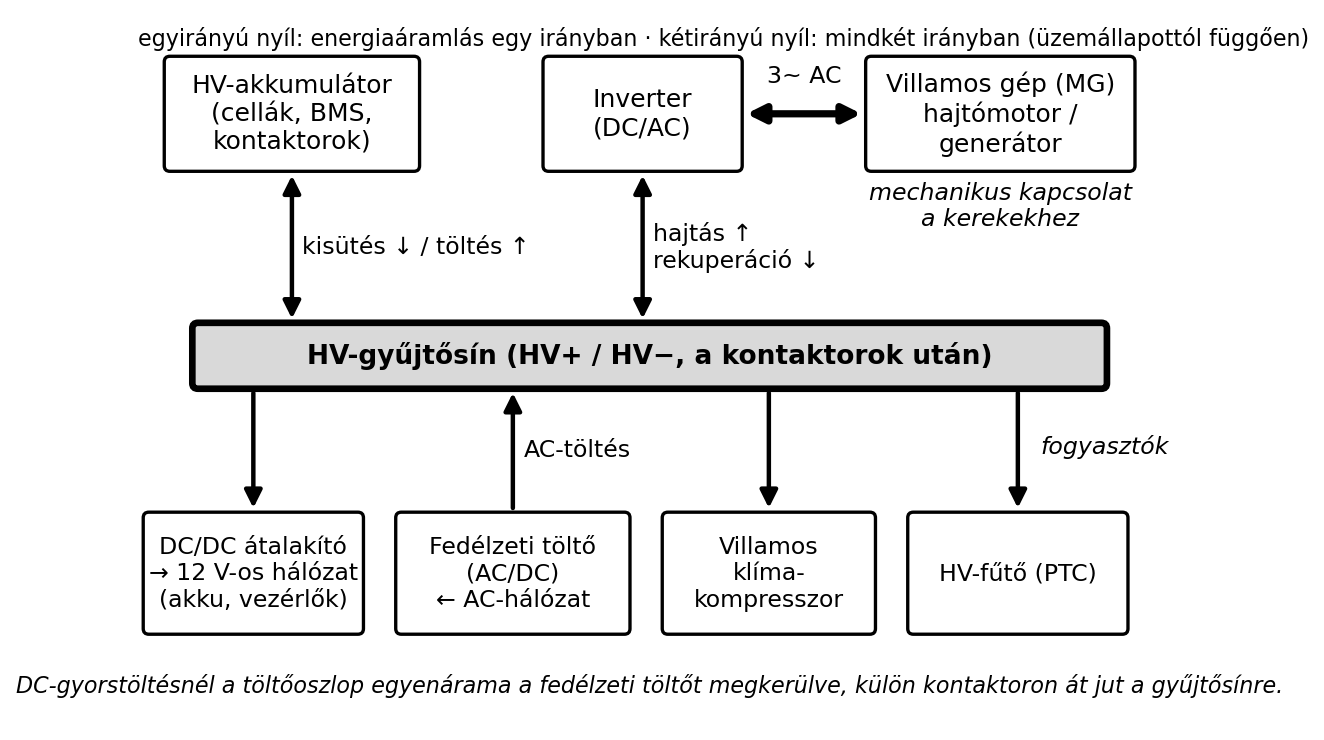 egyirányú nyíl: energiaáramlás egy irányban · kétirányú nyíl: mindkét irányban (üzemállapottól függően)
HV-akkumulátor
(cellák, BMS,
kontaktorok)
Inverter
(DC/AC)
3~ AC
Villamos gép (MG)
hajtómotor /
generátor
mechanikus kapcsolat
a kerekekhez
kisütés ↓ / töltés ↑
hajtás ↑
rekuperáció ↓
HV-gyűjtősín (HV+ / HV−, a kontaktorok után)
AC-töltés
fogyasztók
DC/DC átalakító
→ 12 V-os hálózat
(akku, vezérlők)
Fedélzeti töltő
(AC/DC)
← AC-hálózat
Villamos
klíma-
kompresszor
HV-fűtő (PTC)
DC-gyorstöltésnél a töltőoszlop egyenárama a fedélzeti töltőt megkerülve, külön kontaktoron át jut a gyűjtősínre.